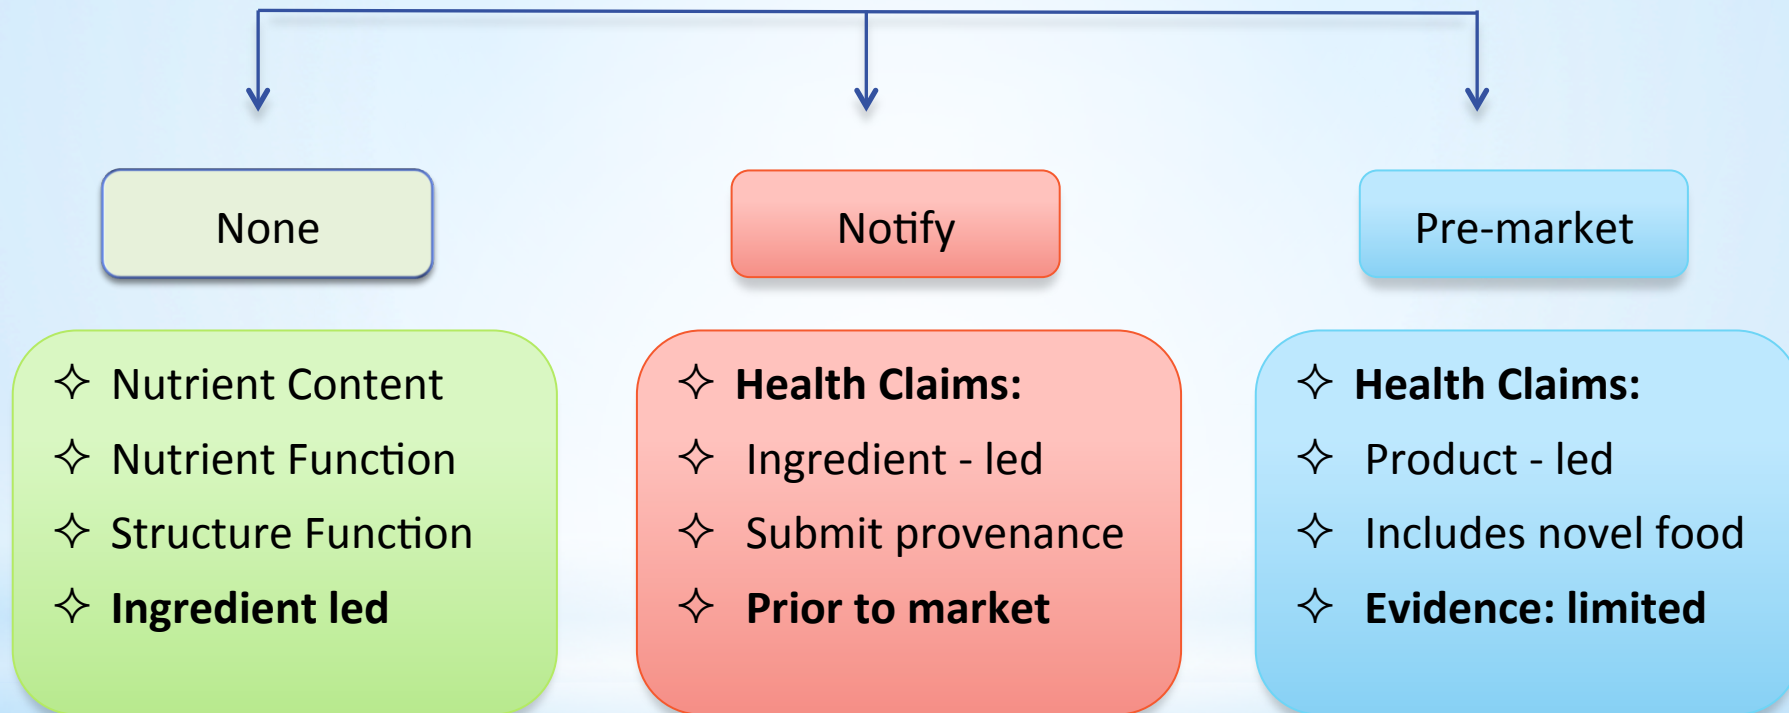 None
Notify
Pre-market
✧ Nutrient Content
✧ Nutrient Function
✧ Structure Function
✧ Ingredient led
✧ Health Claims:
✧ Ingredient - led
✧ Submit provenance
✧ Prior to market
✧ Health Claims:
✧ Product - led
✧ Includes novel food
✧ Evidence: limited